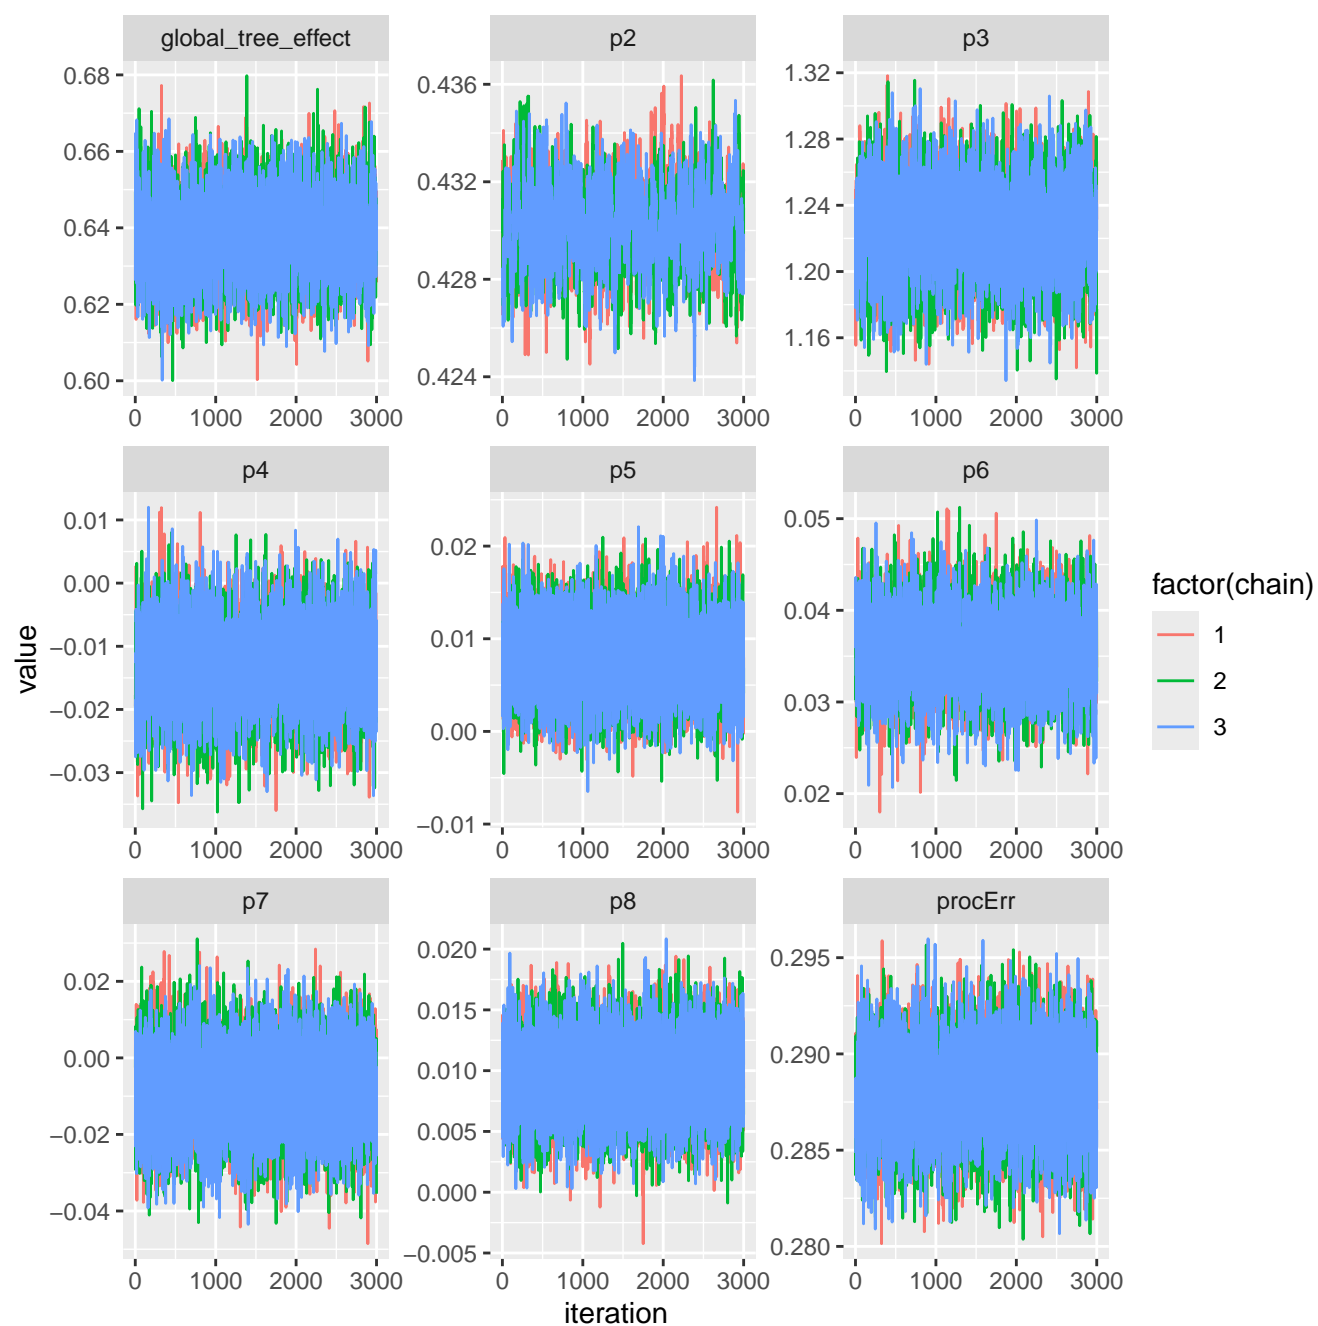 global_tree_effect
p2
p3
0.68
0.66
0.64
0.62
0.60
0.436
0.432
0.428
0.424
1.32
1.28
1.24
1.20
1.16
0 1000 2000 3000
0 1000 2000 3000
0 1000 2000 3000
p4
p5
p6
0.01
0.00
−0.01
−0.02
−0.03
0.02
0.01
0.00
−0.01
0.05
0.04
0.03
0.02
0 1000 2000 3000
0 1000 2000 3000
0 1000 2000 3000
p7
p8
procErr
0.02
0.00
−0.02
−0.04
0.020
0.015
0.010
0.005
0.000
−0.005
0.295
0.290
0.285
0.280
0 1000 2000 3000
0 1000 2000 3000
0 1000 2000 3000
value
iteration
factor(chain)
1
2
3